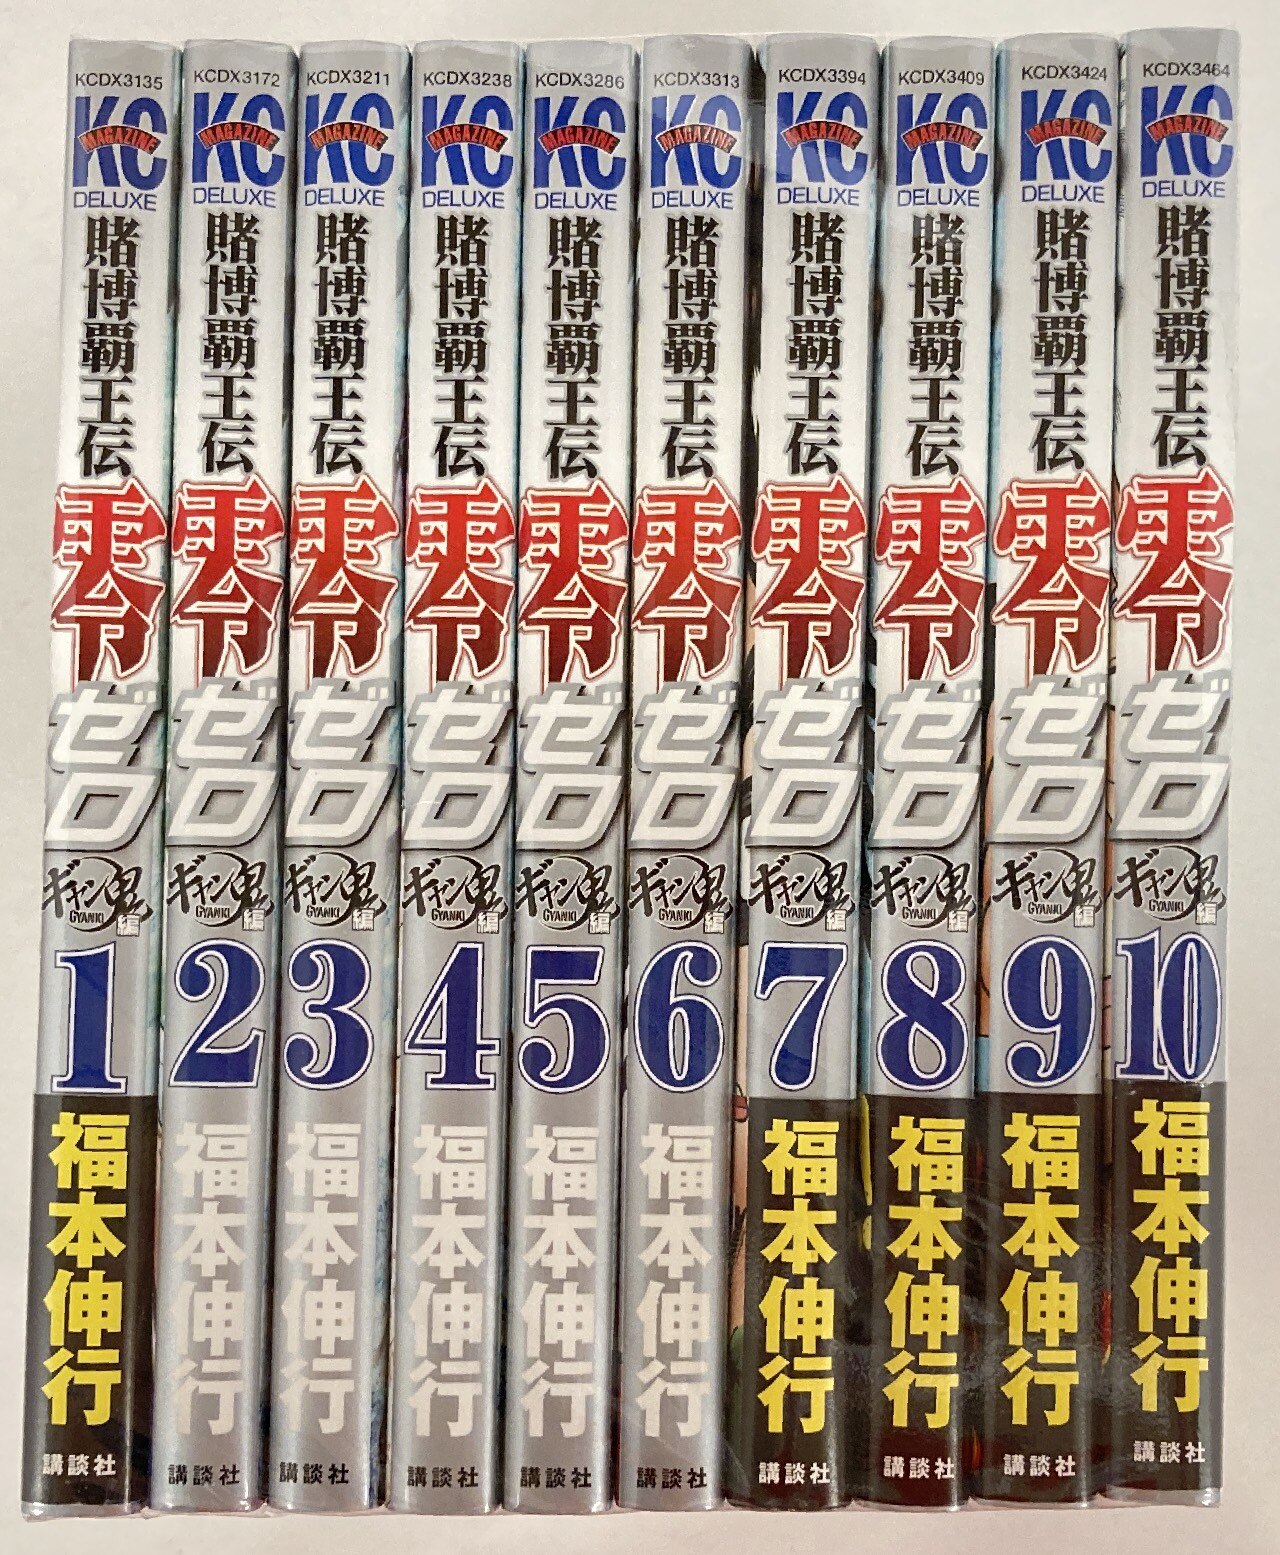 KCDX3135
KC
MAGAZINE
DELUXE
賭博覇王伝
零
ゼロ
ギャン鬼編
GYANKI
1
福本伸行
講談社
KCDX3172
KC
MAGAZINE
DELUXE
賭博覇王伝
零
ゼロ
ギャン鬼編
GYANKI
2
福本伸行
講談社
KCDX3211
KC
MAGAZINE
DELUXE
賭博覇王伝
零
ゼロ
ギャン鬼編
GYANKI
3
福本伸行
講談社
KCDX3238
KC
MAGAZINE
DELUXE
賭博覇王伝
零
ゼロ
ギャン鬼編
GYANKI
4
福本伸行
講談社
KCDX3286
KC
MAGAZINE
DELUXE
賭博覇王伝
零
ゼロ
ギャン鬼編
GYANKI
5
福本伸行
講談社
KCDX3313
KC
MAGAZINE
DELUXE
賭博覇王伝
零
ゼロ
ギャン鬼編
GYANKI
6
福本伸行
講談社
KCDX3394
KC
MAGAZINE
DELUXE
賭博覇王伝
零
ゼロ
ギャン鬼編
GYANKI
7
福本伸行
講談社
KCDX3409
KC
MAGAZINE
DELUXE
賭博覇王伝
零
ゼロ
ギャン鬼編
GYANKI
8
福本伸行
講談社
KCDX3424
KC
MAGAZINE
DELUXE
賭博覇王伝
零
ゼロ
ギャン鬼編
GYANKI
9
福本伸行
講談社
KCDX3464
KC
MAGAZINE
DELUXE
賭博覇王伝
零
ゼロ
ギャン鬼編
GYANKI
10
福本伸行
講談社